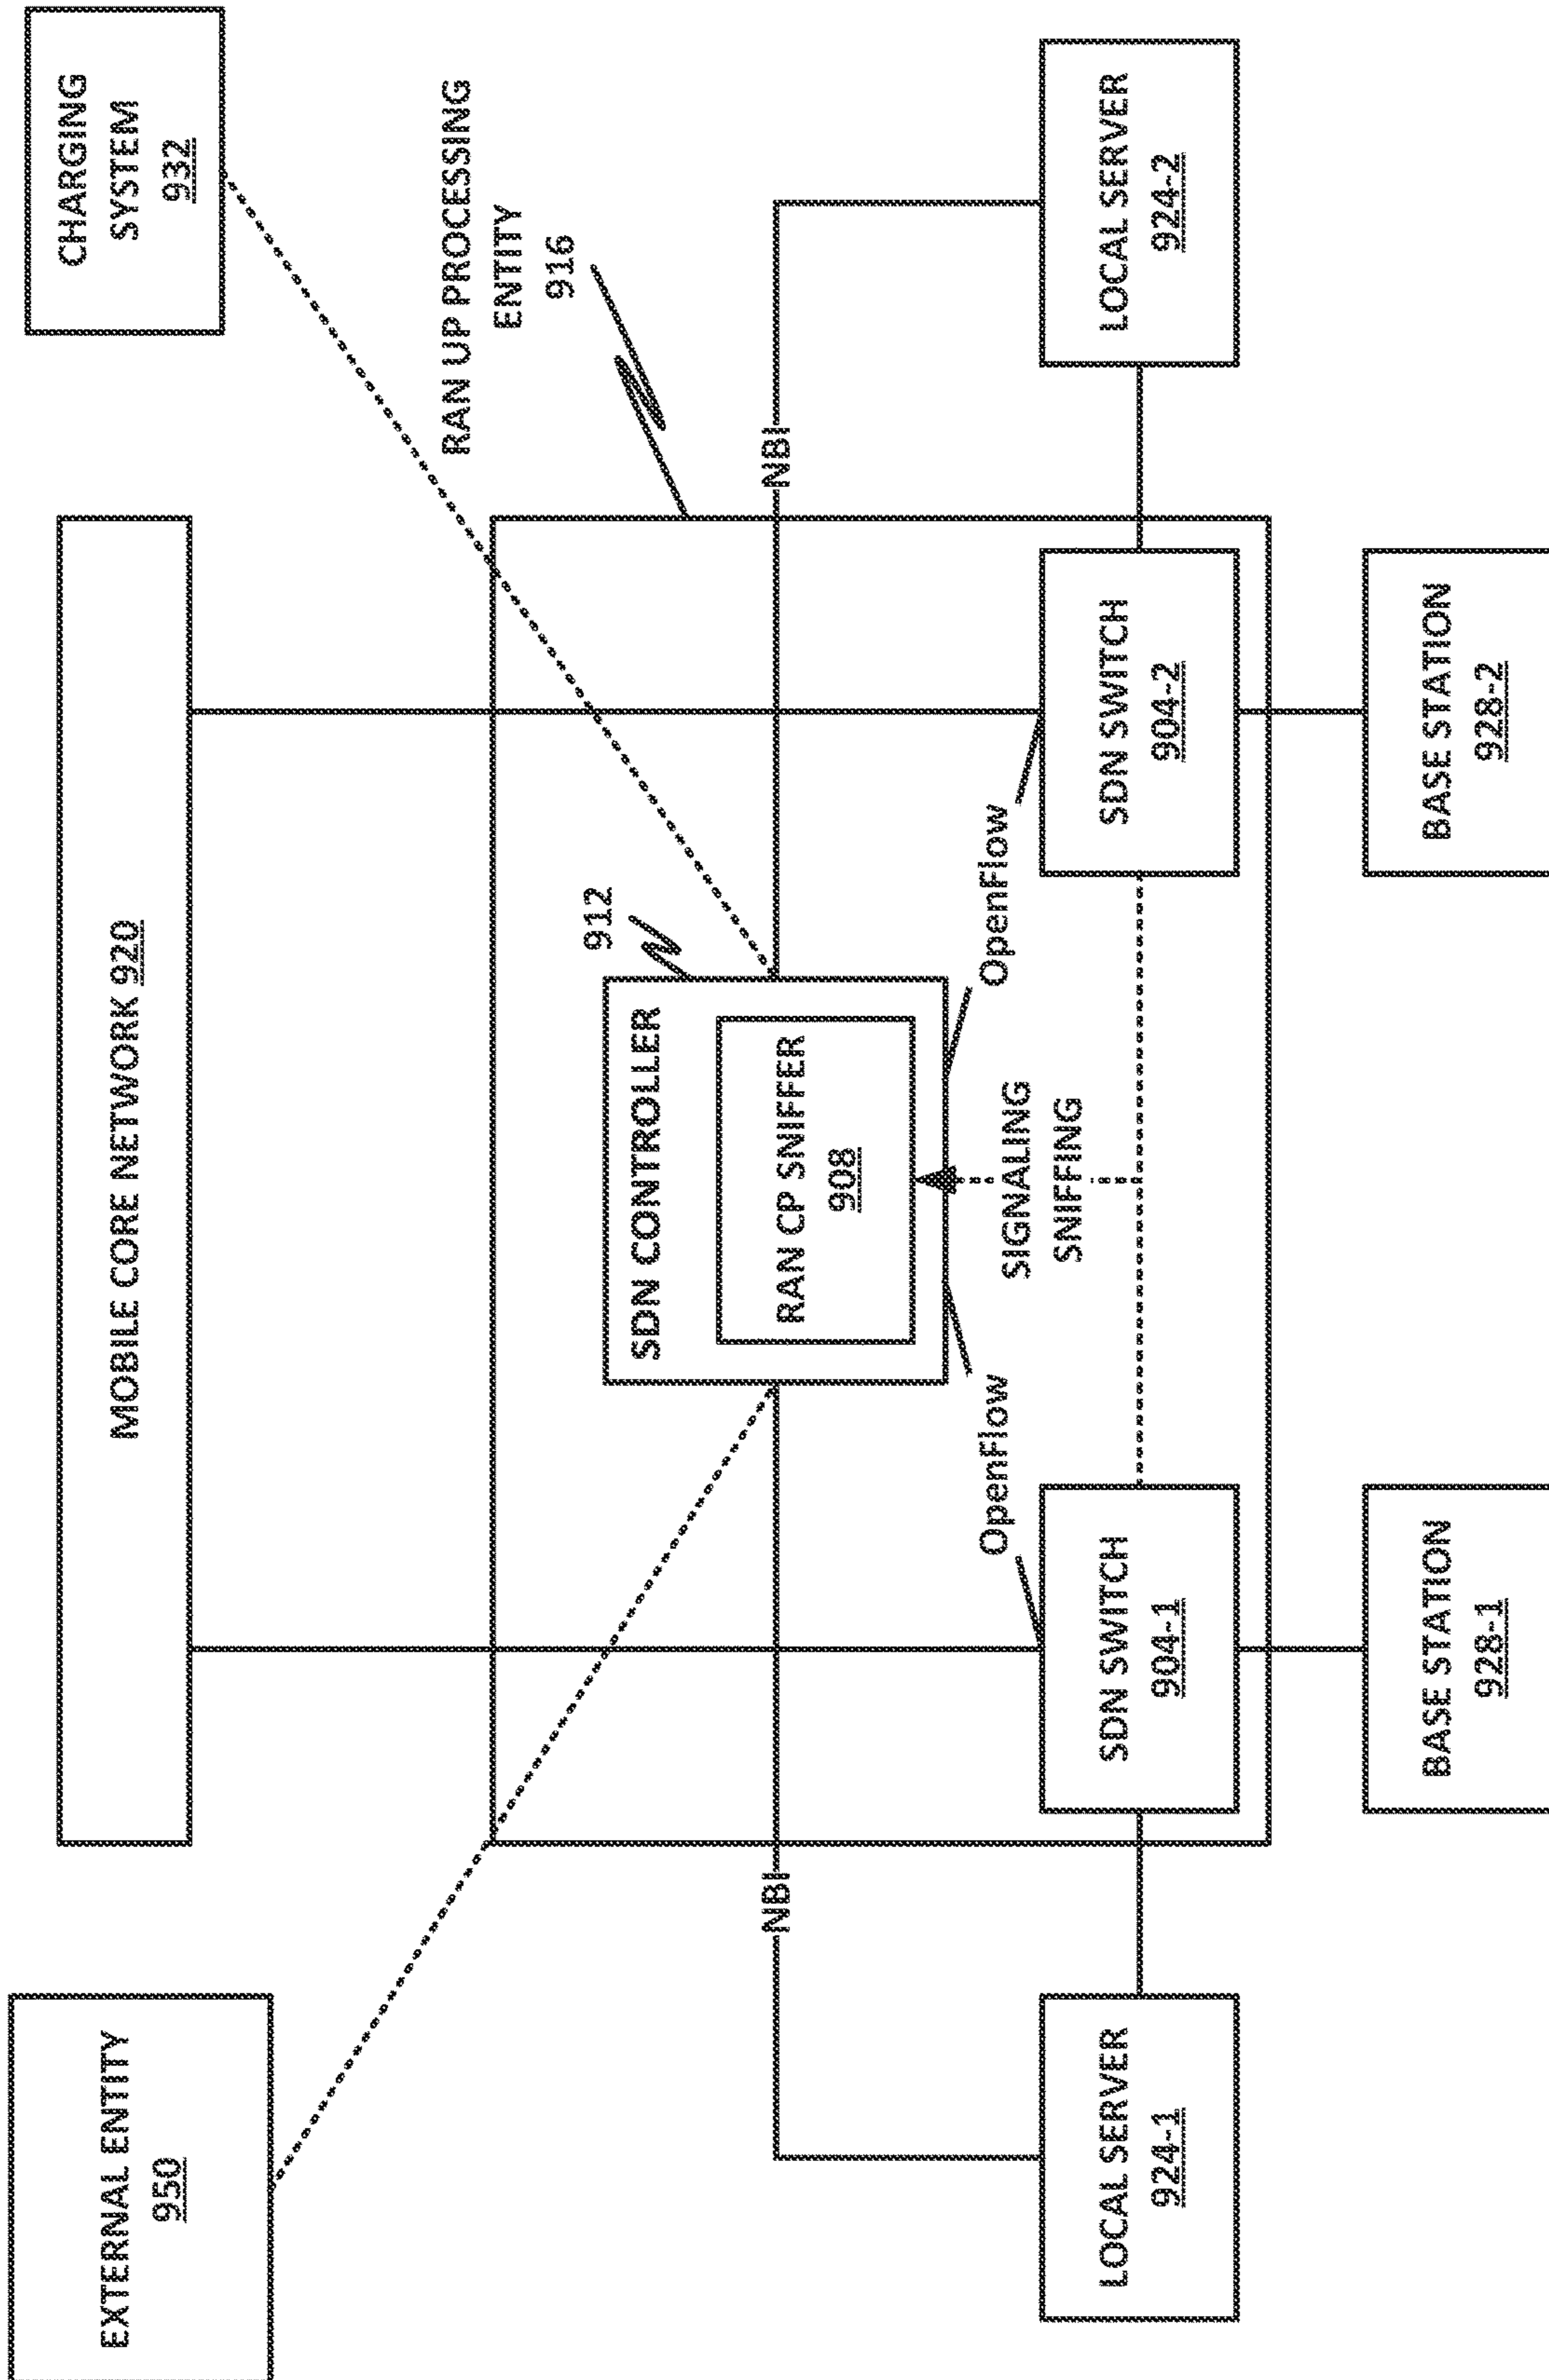 EXTERNAL ENTITY
950
MOBILE CORE NETWORK 920
CHARGING
SYSTEM
932
RAN UP PROCESSING
ENTITY
916
912
SDN CONTROLLER
RAN CP SNIFFER
908
NBI
NBI
OpenFlow
SIGNALING
SNIFFING
OpenFlow
LOCAL SERVER
924-1
SDN SWITCH
904-1
SDN SWITCH
904-2
LOCAL SERVER
924-2
BASE STATION
928-1
BASE STATION
928-2